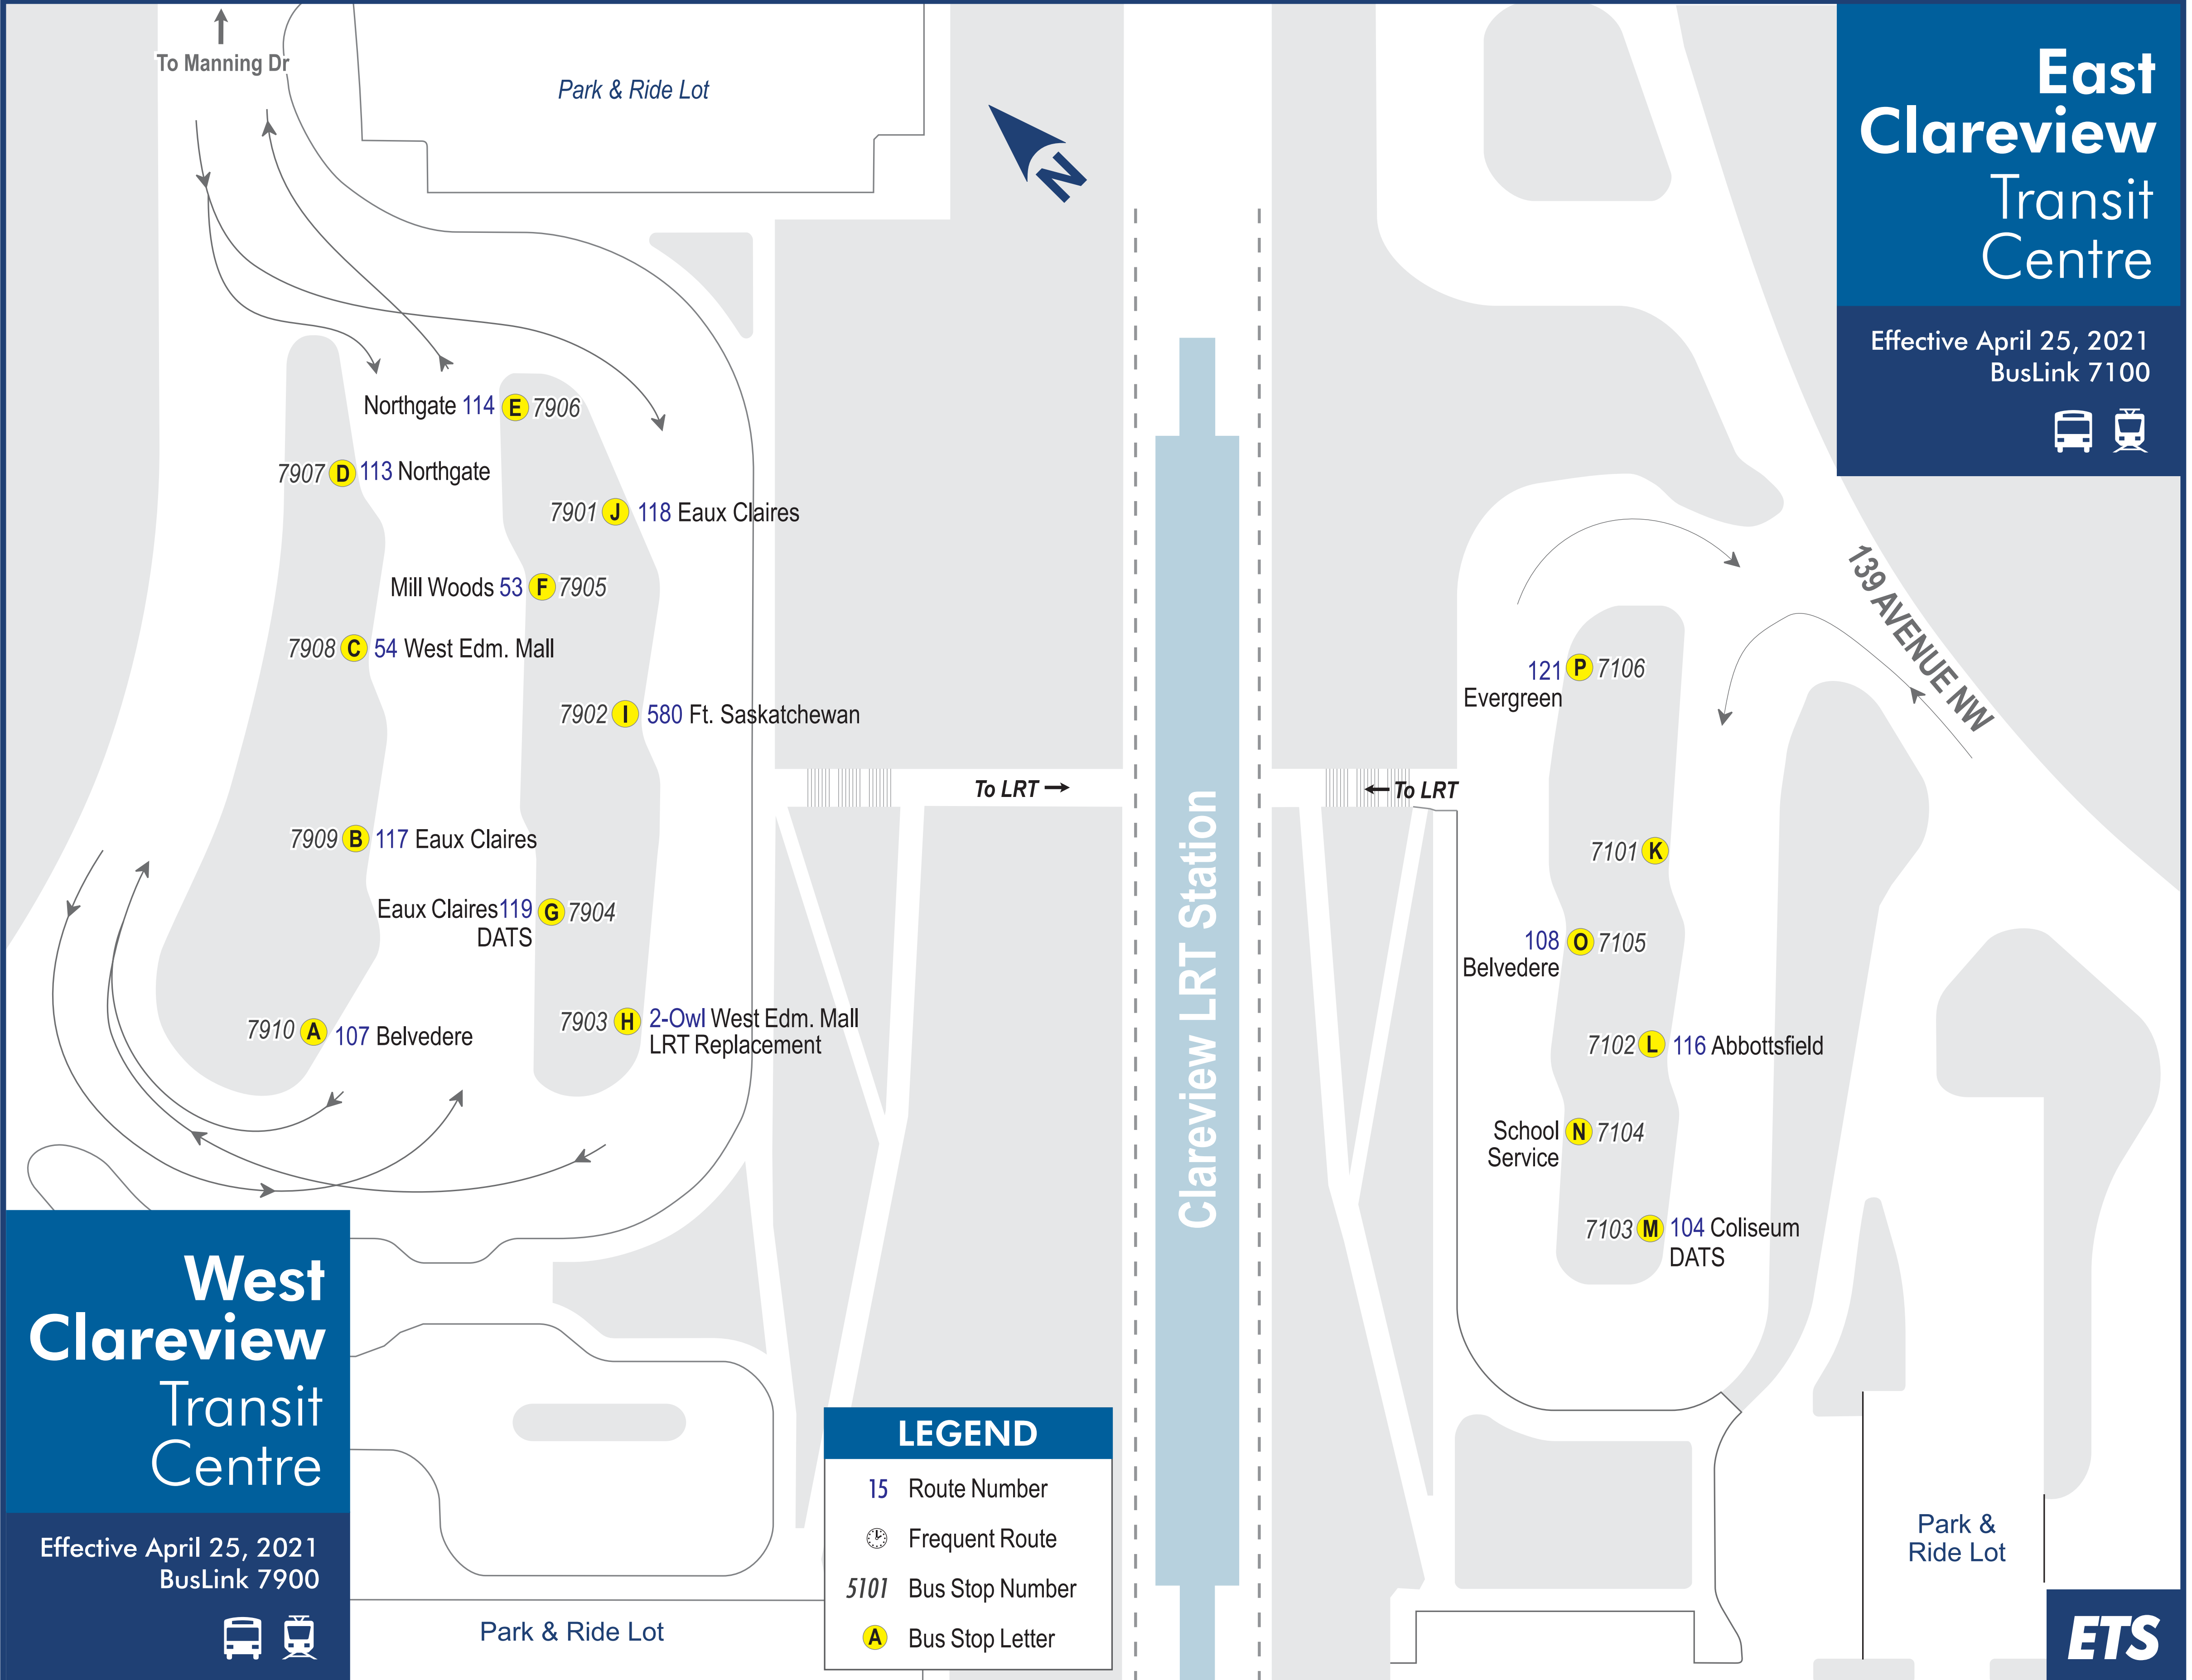 To Manning Dr
Park & Ride Lot
N
East
Clareview
Transit
Centre
Effective April 25, 2021
BusLink 7100
Northgate 114 E 7906
7907 D 113 Northgate
7901 J 118 Eaux Claires
Mill Woods 53 F 7905
7908 C 54 West Edm. Mall
7902 I 580 Ft. Saskatchewan
To LRT
7909 B 117 Eaux Claires
Eaux Claires119 G 7904
DATS
7910 A 107 Belvedere
7903 H 2-Owl West Edm. Mall
LRT Replacement
Clareview LRT Station
To LRT
139 AVENUE NW
121 P 7106
Evergreen
7101 K
108 O 7105
Belvedere
7102 L 116 Abbottsfield
School N 7104
Service
7103 M 104 Coliseum
DATS
West
Clareview
Transit
Centre
Effective April 25, 2021
BusLink 7900
Park & Ride Lot
LEGEND
15 Route Number
Frequent Route
5101 Bus Stop Number
A Bus Stop Letter
Park &
Ride Lot
ETS